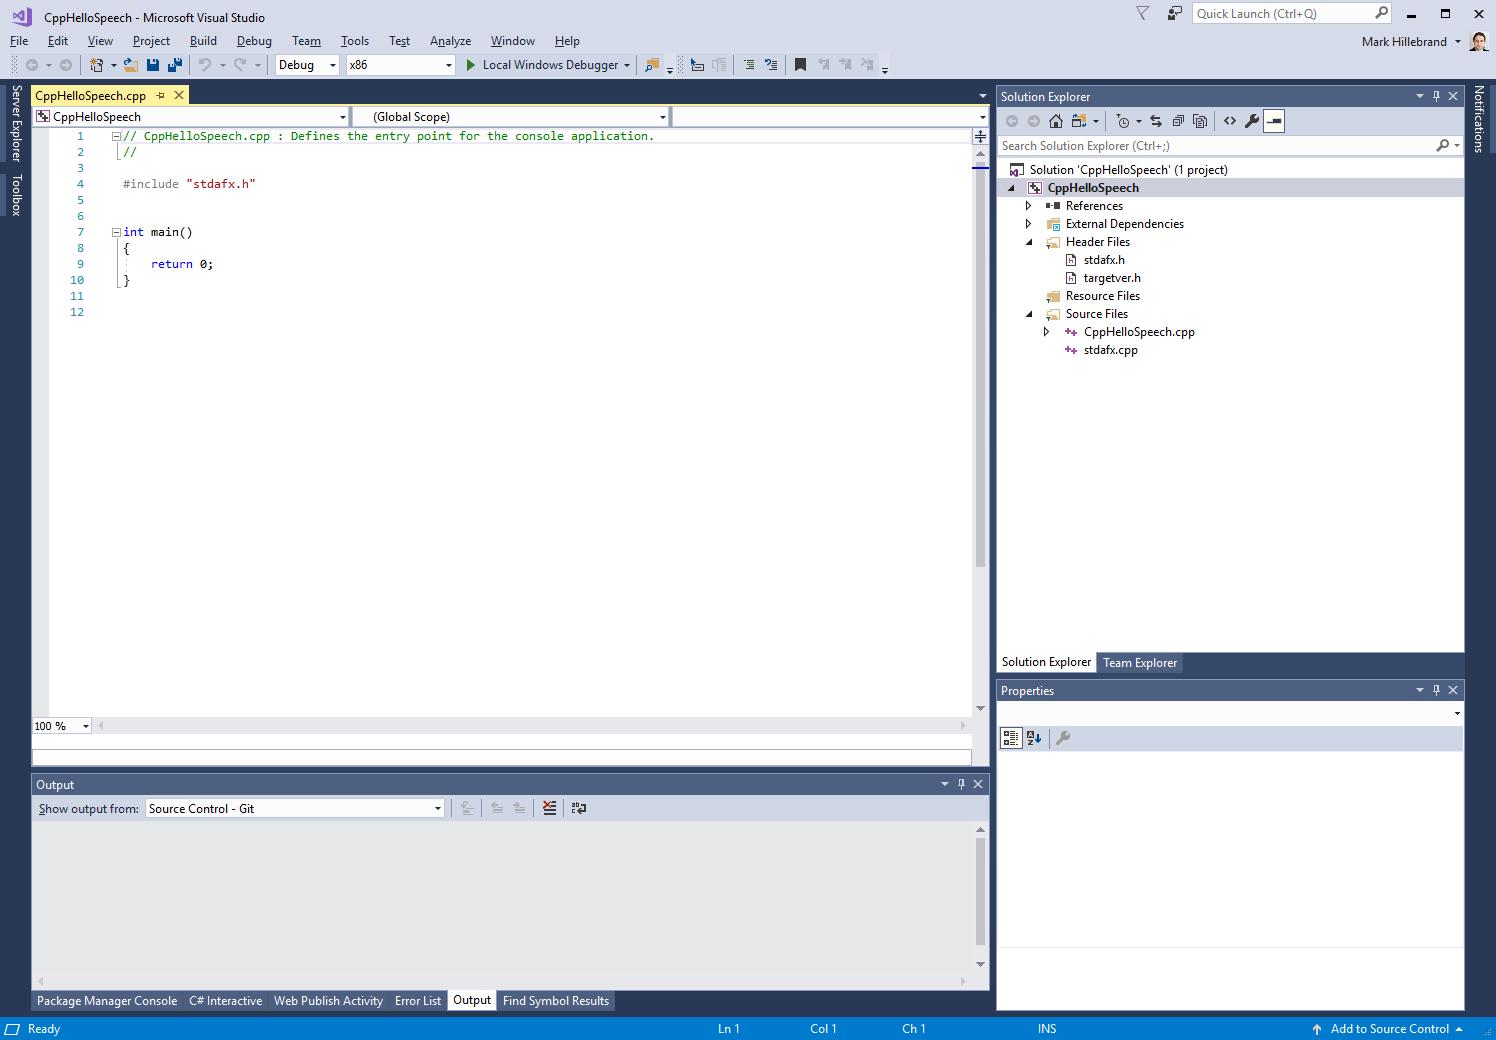 CppHelloSpeech - Microsoft Visual Studio
Quick Launch (Ctrl+Q)
File Edit View Project Build Debug Team Tools Test Analyze Window Help
Mark Hillebrand
Debug x86 Local Windows Debugger
Server Explorer
Toolbox
CppHelloSpeech.cpp
CppHelloSpeech (Global Scope)
1 // CppHelloSpeech.cpp : Defines the entry point for the console application.
2 //
3
4 #include "stdafx.h"
5
6
7 int main()
8 {
9 return 0;
10 }
11
12
100 %
Solution Explorer
Search Solution Explorer (Ctrl+;)
Solution 'CppHelloSpeech' (1 project)
CppHelloSpeech
References
External Dependencies
Header Files
stdafx.h
targetver.h
Resource Files
Source Files
CppHelloSpeech.cpp
stdafx.cpp
Solution Explorer Team Explorer
Notifications
Properties
Output
Show output from: Source Control - Git
Package Manager Console C# Interactive Web Publish Activity Error List Output Find Symbol Results
Ready Ln 1 Col 1 Ch 1 INS Add to Source Control